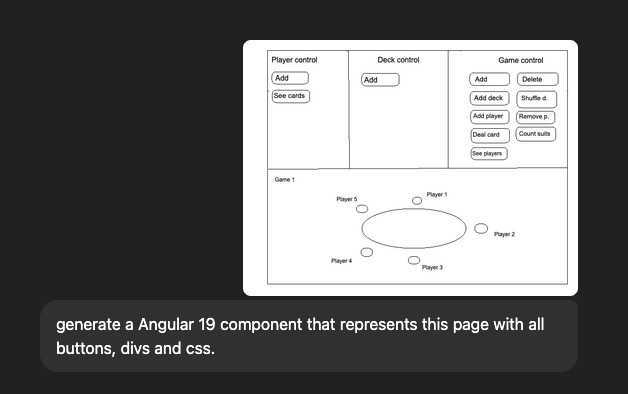 Player control
Deck control
Game control
Add
Add
Add
Delete
See cards
Add deck
Shuffle d.
Add player
Remove p.
Deal card
Count suits
See players
Game 1
Player 5
Player 1
Player 2
Player 4
Player 3
generate a Angular 19 component that represents this page with all
buttons, divs and css.